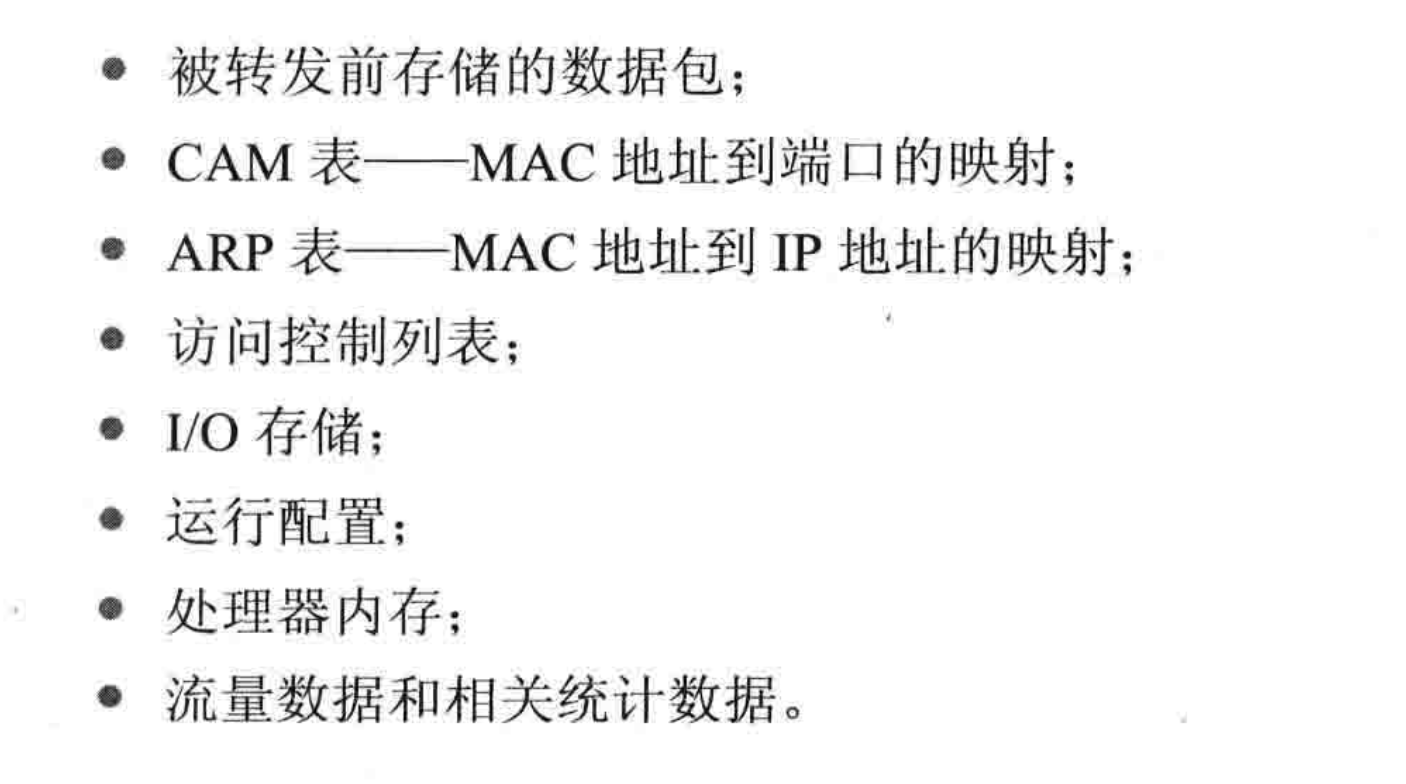 • 被转发前存储的数据包；
• CAM 表——MAC 地址到端口的映射；
• ARP 表——MAC 地址到 IP 地址的映射；
• 访问控制列表；
• I/O 存储；
• 运行配置；
• 处理器内存；
• 流量数据和相关统计数据。